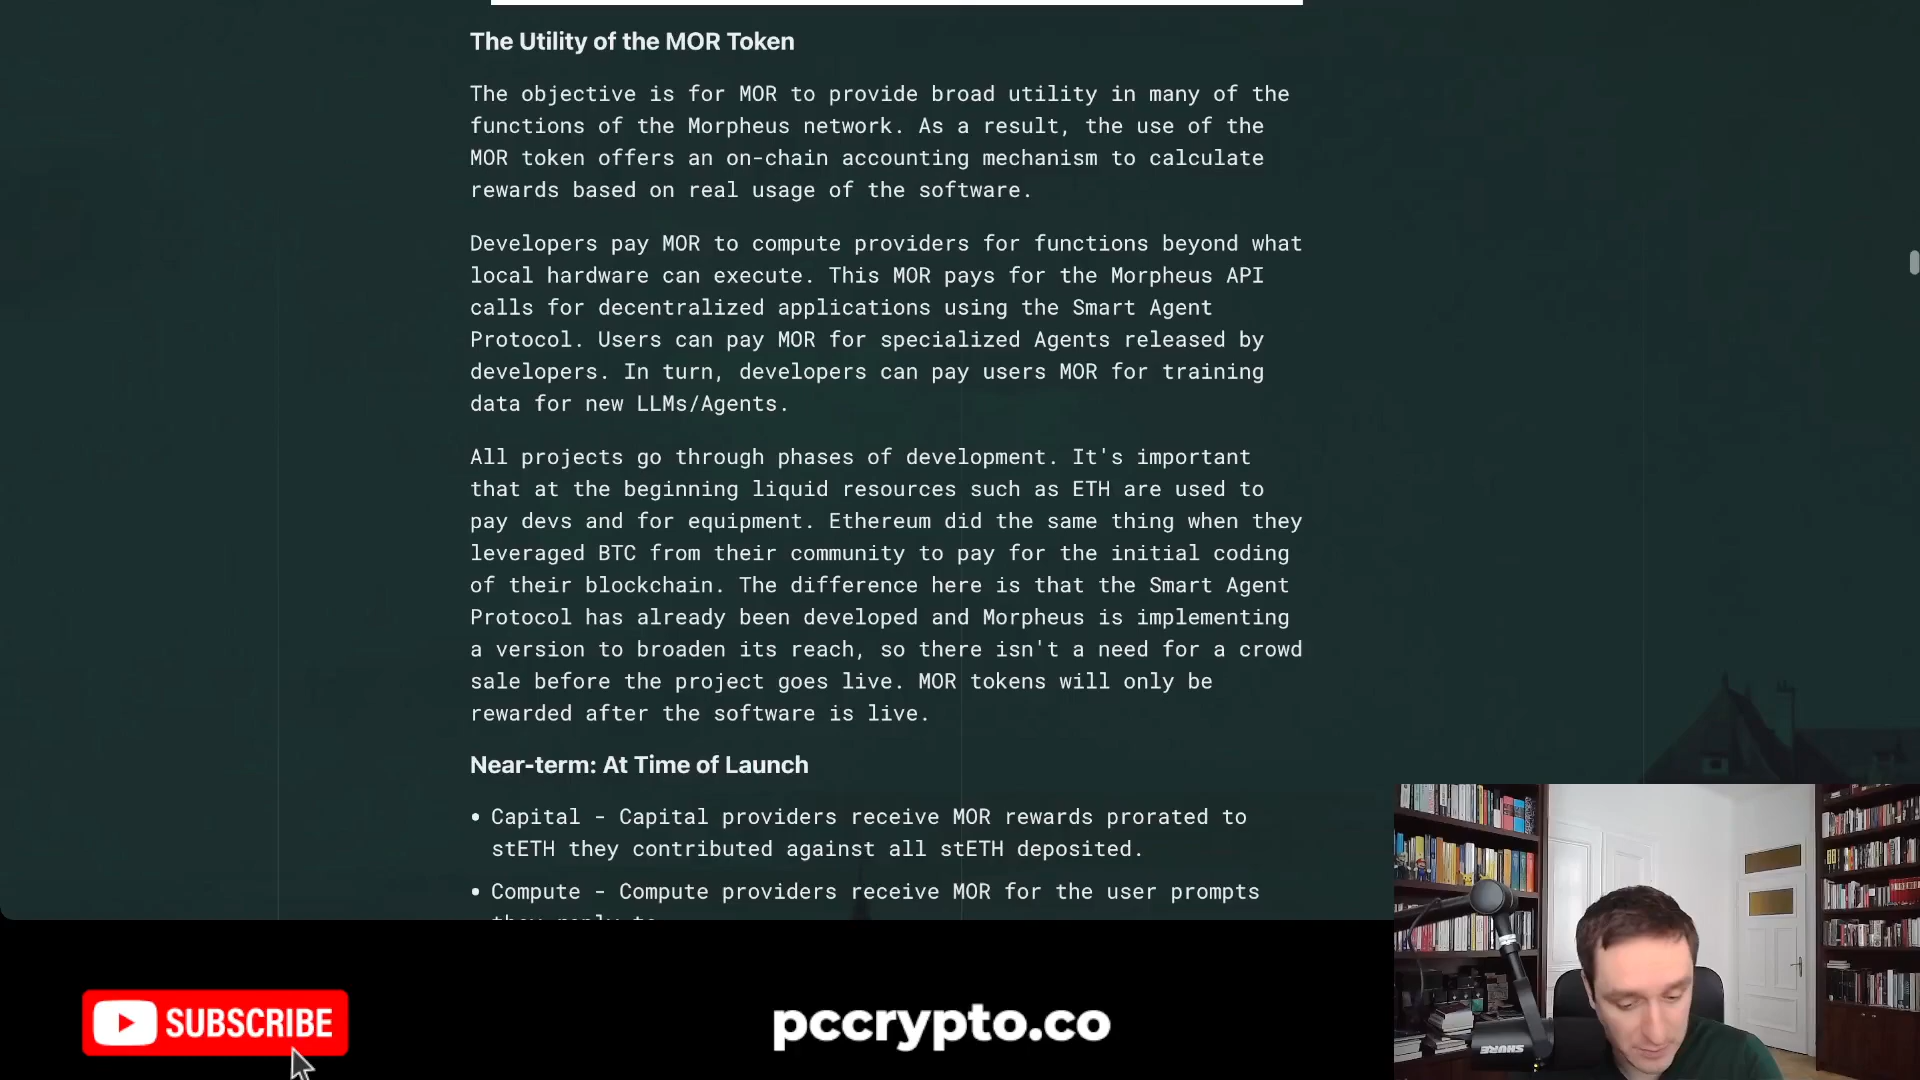 The Utility of the MOR Token
The objective is for MOR to provide broad utility in many of the
functions of the Morpheus network. As a result, the use of the
MOR token offers an on-chain accounting mechanism to calculate
rewards based on real usage of the software.
Developers pay MOR to compute providers for functions beyond what
local hardware can execute. This MOR pays for the Morpheus API
calls for decentralized applications using the Smart Agent
Protocol. Users can pay MOR for specialized Agents released by
developers. In turn, developers can pay users MOR for training
data for new LLMs/Agents.
All projects go through phases of development. It's important
that at the beginning liquid resources such as ETH are used to
pay devs and for equipment. Ethereum did the same thing when they
leveraged BTC from their community to pay for the initial coding
of their blockchain. The difference here is that the Smart Agent
Protocol has already been developed and Morpheus is implementing
a version to broaden its reach, so there isn't a need for a crowd
sale before the project goes live. MOR tokens will only be
rewarded after the software is live.
Near-term: At Time of Launch
• Capital - Capital providers receive MOR rewards prorated to
stETH they contributed against all stETH deposited.
• Compute - Compute providers receive MOR for the user prompts
they reply to.
SUBSCRIBE
pccrypto.co
SHURE